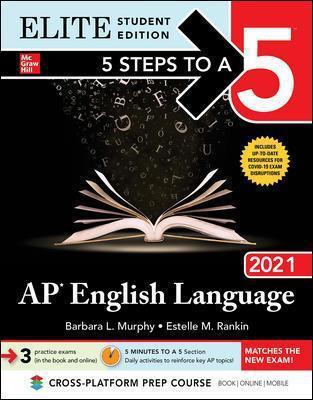 ELITE STUDENT EDITION
Mc Graw Hill
5 STEPS TO A 5
INCLUDES
UP-TO-DATE
RESOURCES FOR
COVID-19 EXAM
DISRUPTIONS
2021
AP* English Language
Barbara L. Murphy • Estelle M. Rankin
3 practice exams
(in the book and online)
5 MINUTES TO A 5 Section
Daily activities to reinforce key AP topics!
MATCHES THE
NEW EXAM!
CROSS-PLATFORM PREP COURSE BOOK | ONLINE | MOBILE